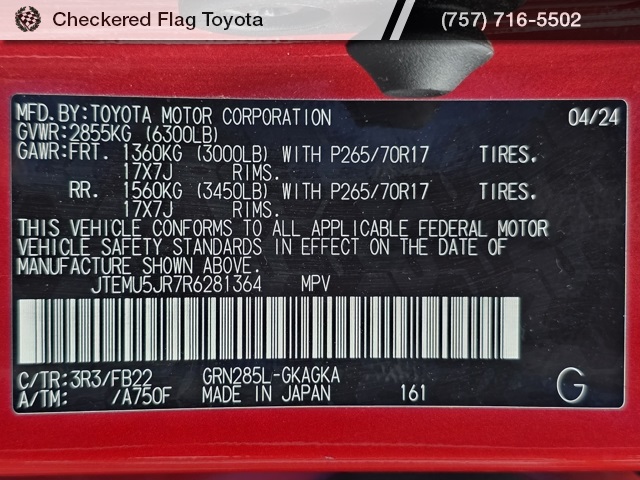 Checkered Flag Toyota (757) 716-5502
MFD.BY:TOYOTA MOTOR CORPORATION 04/24
GVWR:2855KG (6300LB)
GAWR:FRT. 1360KG (3000LB) WITH P265/70R17 TIRES.
17X7J RIMS.
RR. 1560KG (3450LB) WITH P265/70R17 TIRES.
17X7J RIMS.
THIS VEHICLE CONFORMS TO ALL APPLICABLE FEDERAL MOTOR
VEHICLE SAFETY STANDARDS IN EFFECT ON THE DATE OF
MANUFACTURE SHOWN ABOVE.
JTEMU5JR7R6281364 MPV
C/TR:3R3/FB22 GRN285L-GKAGKA
A/TM: /A750F MADE IN JAPAN 161 G